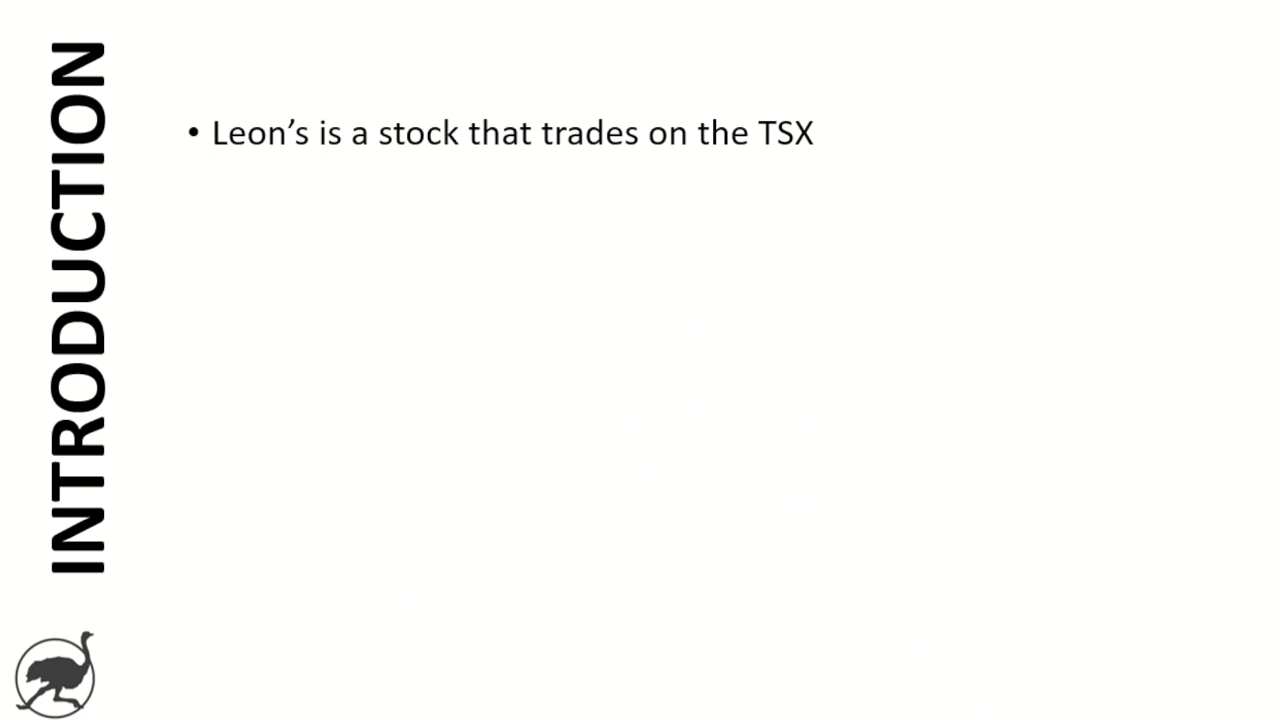 INTRODUCTION
• Leon’s is a stock that trades on the TSX